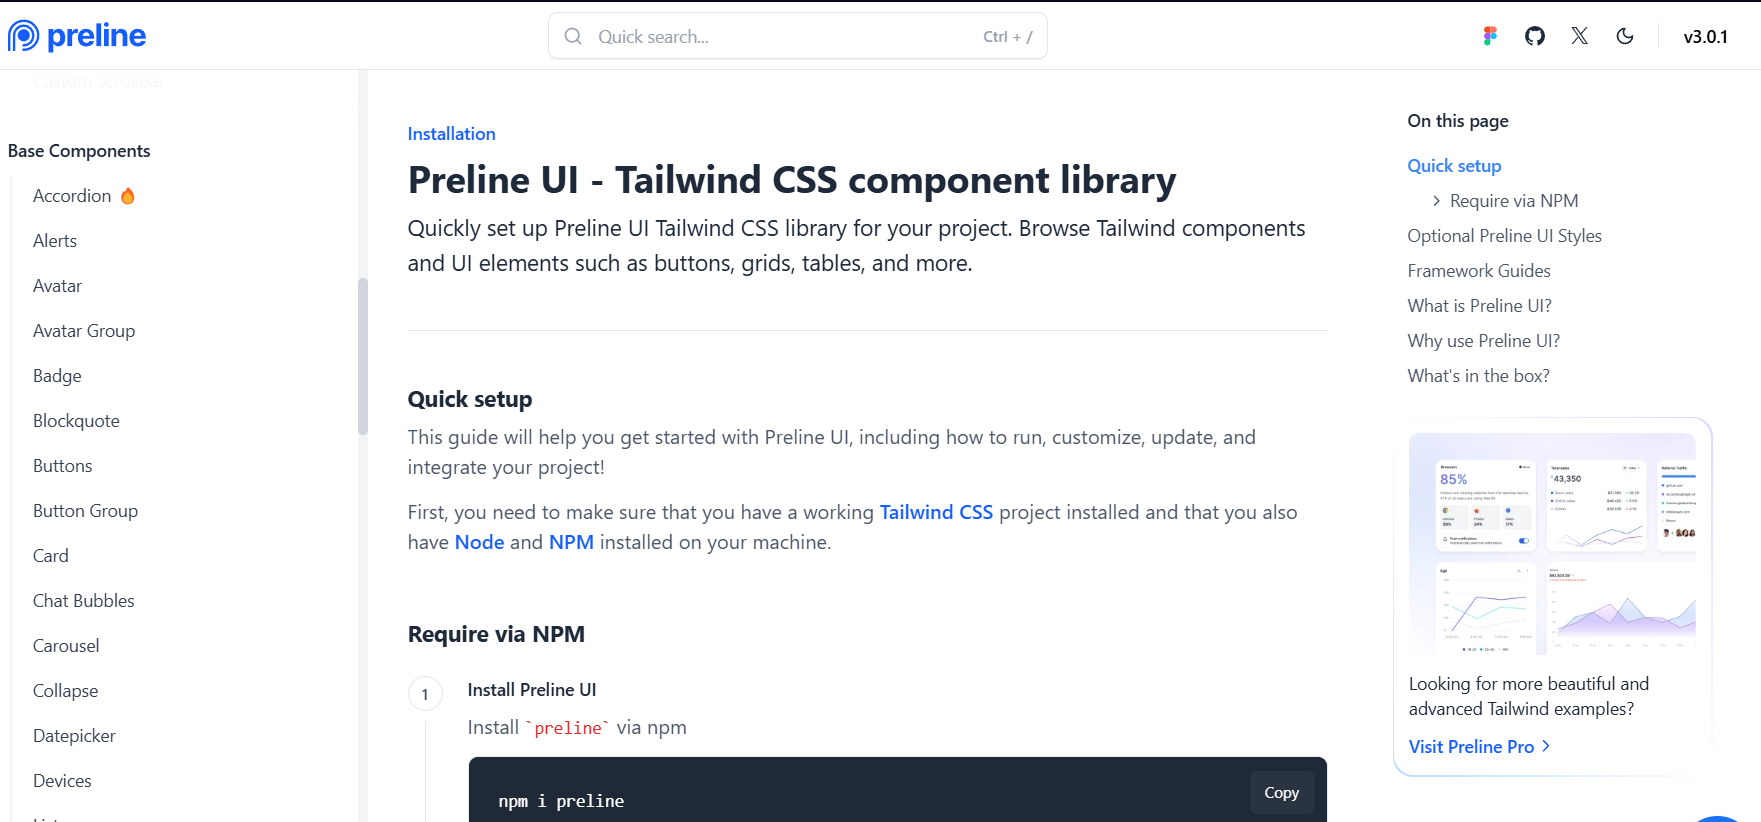 preline
Quick search...
Ctrl + /
v3.0.1
Custom Scrollbar
Base Components
Accordion 🔥
Alerts
Avatar
Avatar Group
Badge
Blockquote
Buttons
Button Group
Card
Chat Bubbles
Carousel
Collapse
Datepicker
Devices
Installation
Preline UI - Tailwind CSS component library
Quickly set up Preline UI Tailwind CSS library for your project. Browse Tailwind components
and UI elements such as buttons, grids, tables, and more.
Quick setup
This guide will help you get started with Preline UI, including how to run, customize, update, and
integrate your project!
First, you need to make sure that you have a working Tailwind CSS project installed and that you also
have Node and NPM installed on your machine.
Require via NPM
1
Install Preline UI
Install `preline` via npm
npm i preline
Copy
On this page
Quick setup
Require via NPM
Optional Preline UI Styles
Framework Guides
What is Preline UI?
Why use Preline UI?
What's in the box?
Browsers
85%
Total sales
Today
$43,350
Referral Traffic
Age
Looking for more beautiful and
advanced Tailwind examples?
Visit Preline Pro